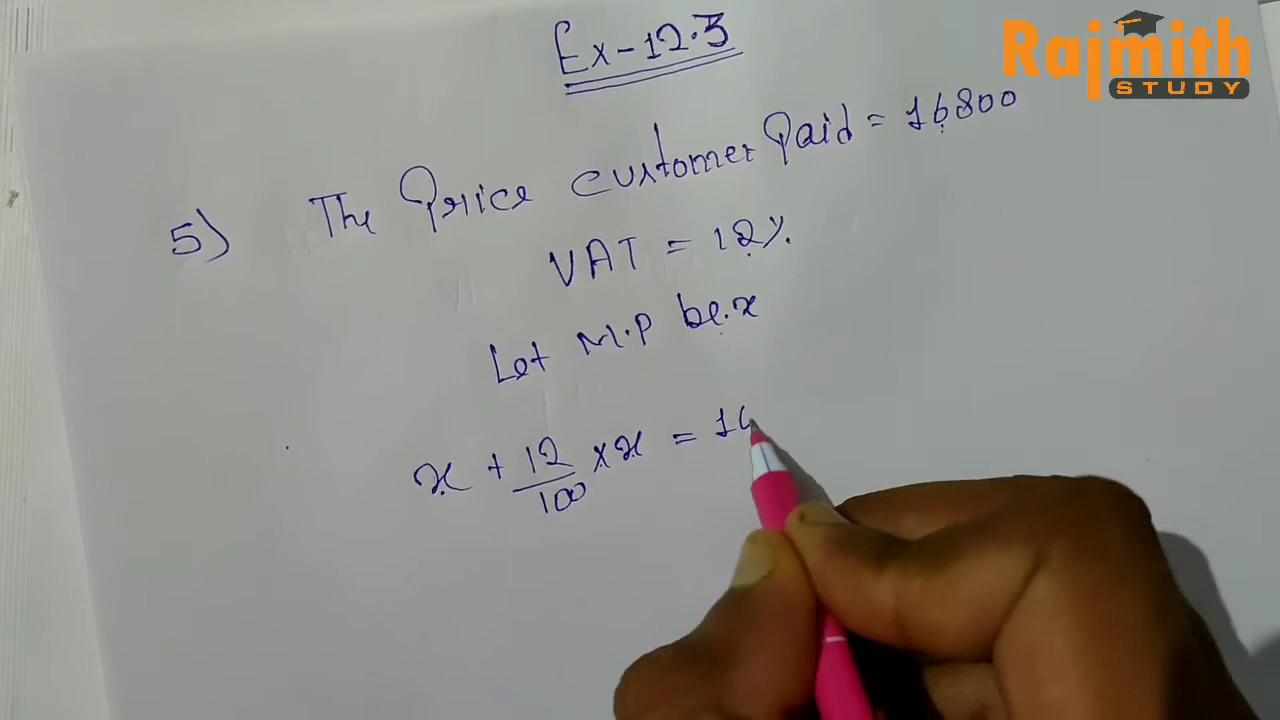 Ex-12.3
Rajmith
STUDY
5) The Price customer Paid = 16800
VAT = 12%
Let M.P be.x
x + 12/100 × x = 16